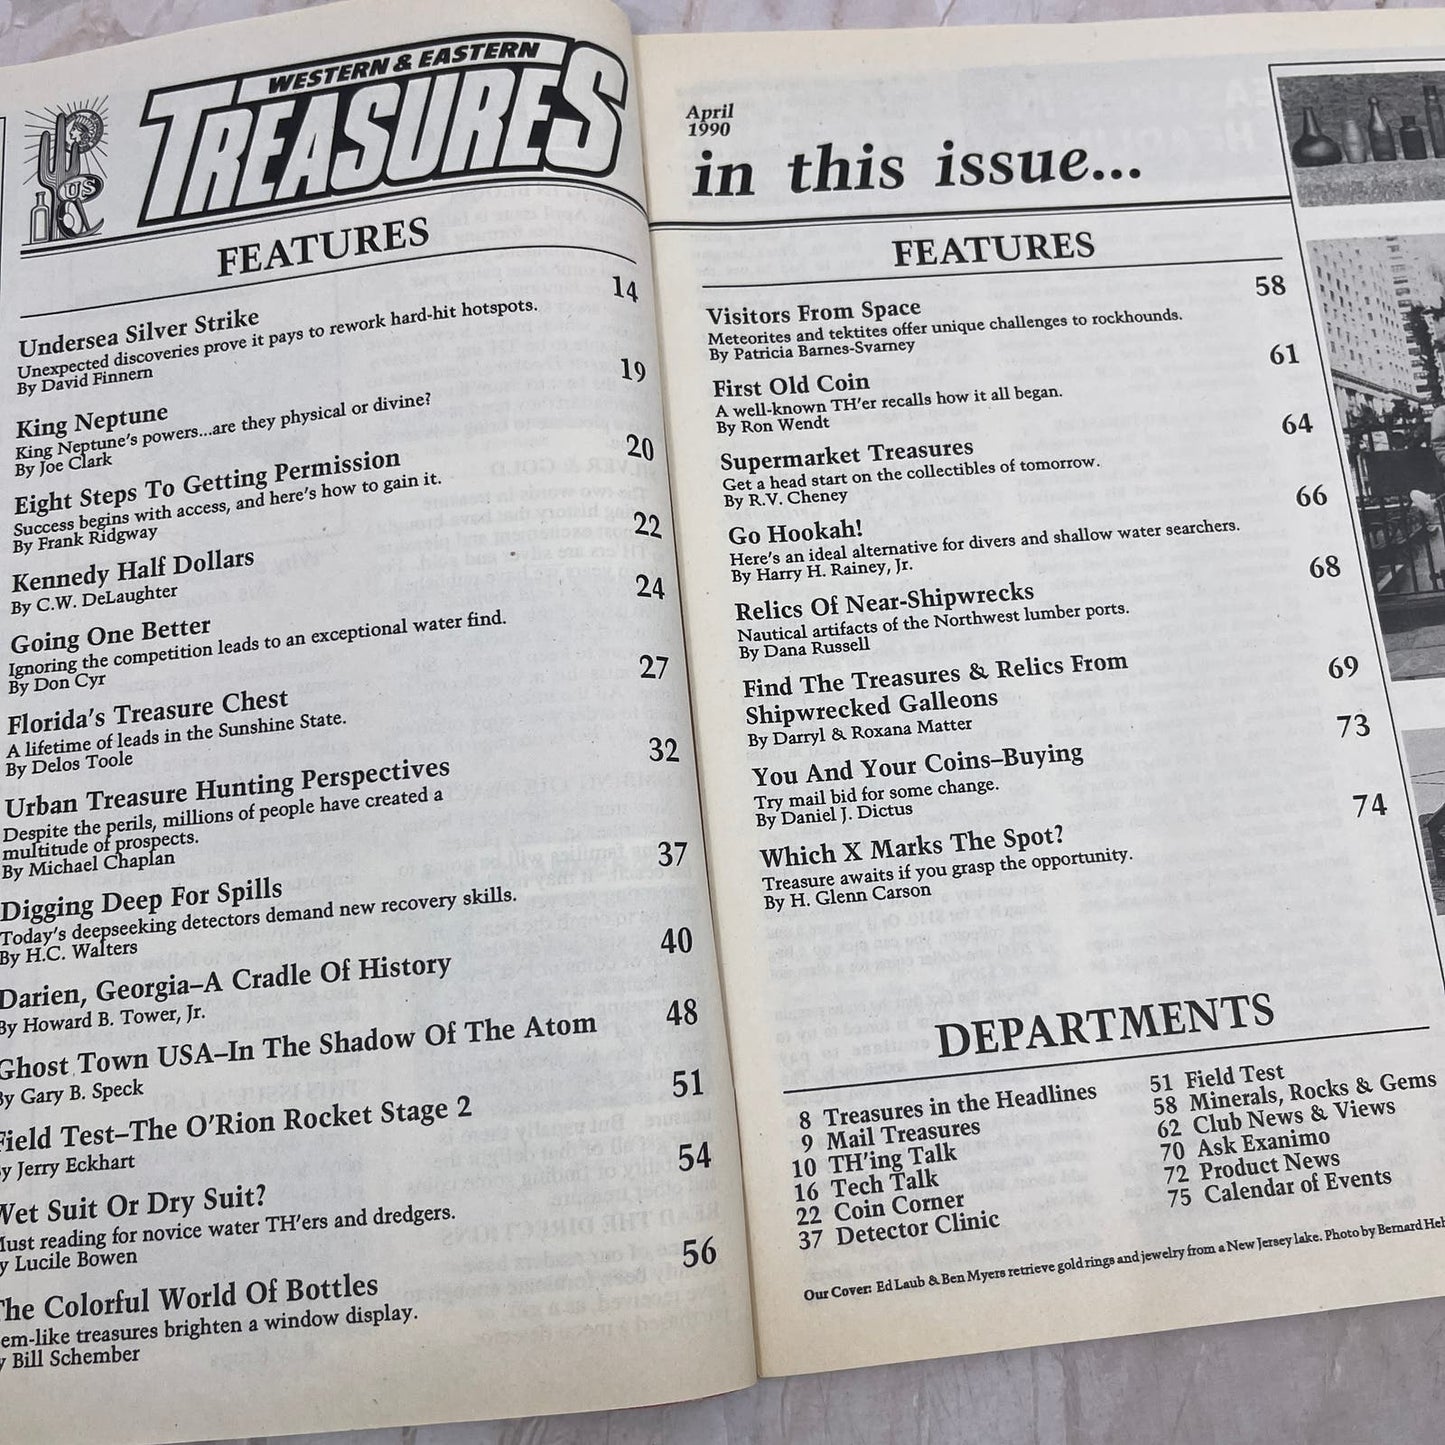 WESTERN & EASTERN
TREASURES
US
FEATURES
14
Undersea Silver Strike
Unexpected discoveries prove it pays to rework hard-hit hotspots.
By David Finnern
19
King Neptune
King Neptune's powers...are they physical or divine?
By Joe Clark
20
Eight Steps To Getting Permission
Success begins with access, and here's how to gain it.
By Frank Ridgway
22
Kennedy Half Dollars
By C.W. DeLaughter
24
Going One Better
Ignoring the competition leads to an exceptional water find.
By Don Cyr
27
Florida's Treasure Chest
A lifetime of leads in the Sunshine State.
By Delos Toole
32
Urban Treasure Hunting Perspectives
Despite the perils, millions of people have created a
multitude of prospects.
By Michael Chaplan
37
Digging Deep For Spills
Today's deepseeking detectors demand new recovery skills.
By H.C. Walters
40
Darien, Georgia–A Cradle Of History
By Howard B. Tower, Jr.
48
Ghost Town USA–In The Shadow Of The Atom
By Gary B. Speck
51
Field Test–The O'Rion Rocket Stage 2
By Jerry Eckhart
54
Wet Suit Or Dry Suit?
Must reading for novice water TH'ers and dredgers.
y Lucile Bowen
56
The Colorful World Of Bottles
em-like treasures brighten a window display.
y Bill Schember
April
1990
in this issue...
FEATURES
58
Visitors From Space
Meteorites and tektites offer unique challenges to rockhounds.
By Patricia Barnes-Svarney
61
First Old Coin
A well-known TH'er recalls how it all began.
By Ron Wendt
64
Supermarket Treasures
Get a head start on the collectibles of tomorrow.
By R.V. Cheney
66
Go Hookah!
Here's an ideal alternative for divers and shallow water searchers.
By Harry H. Rainey, Jr.
68
Relics Of Near-Shipwrecks
Nautical artifacts of the Northwest lumber ports.
By Dana Russell
69
Find The Treasures & Relics From
Shipwrecked Galleons
By Darryl & Roxana Matter
73
You And Your Coins–Buying
Try mail bid for some change.
By Daniel J. Dictus
74
Which X Marks The Spot?
Treasure awaits if you grasp the opportunity.
By H. Glenn Carson
DEPARTMENTS
8 Treasures in the Headlines
9 Mail Treasures
10 TH'ing Talk
16 Tech Talk
22 Coin Corner
37 Detector Clinic
51 Field Test
58 Minerals, Rocks & Gems
62 Club News & Views
70 Ask Exanimo
72 Product News
75 Calendar of Events
Our Cover: Ed Laub & Ben Myers retrieve gold rings and jewelry from a New Jersey lake. Photo by Bernard Heh